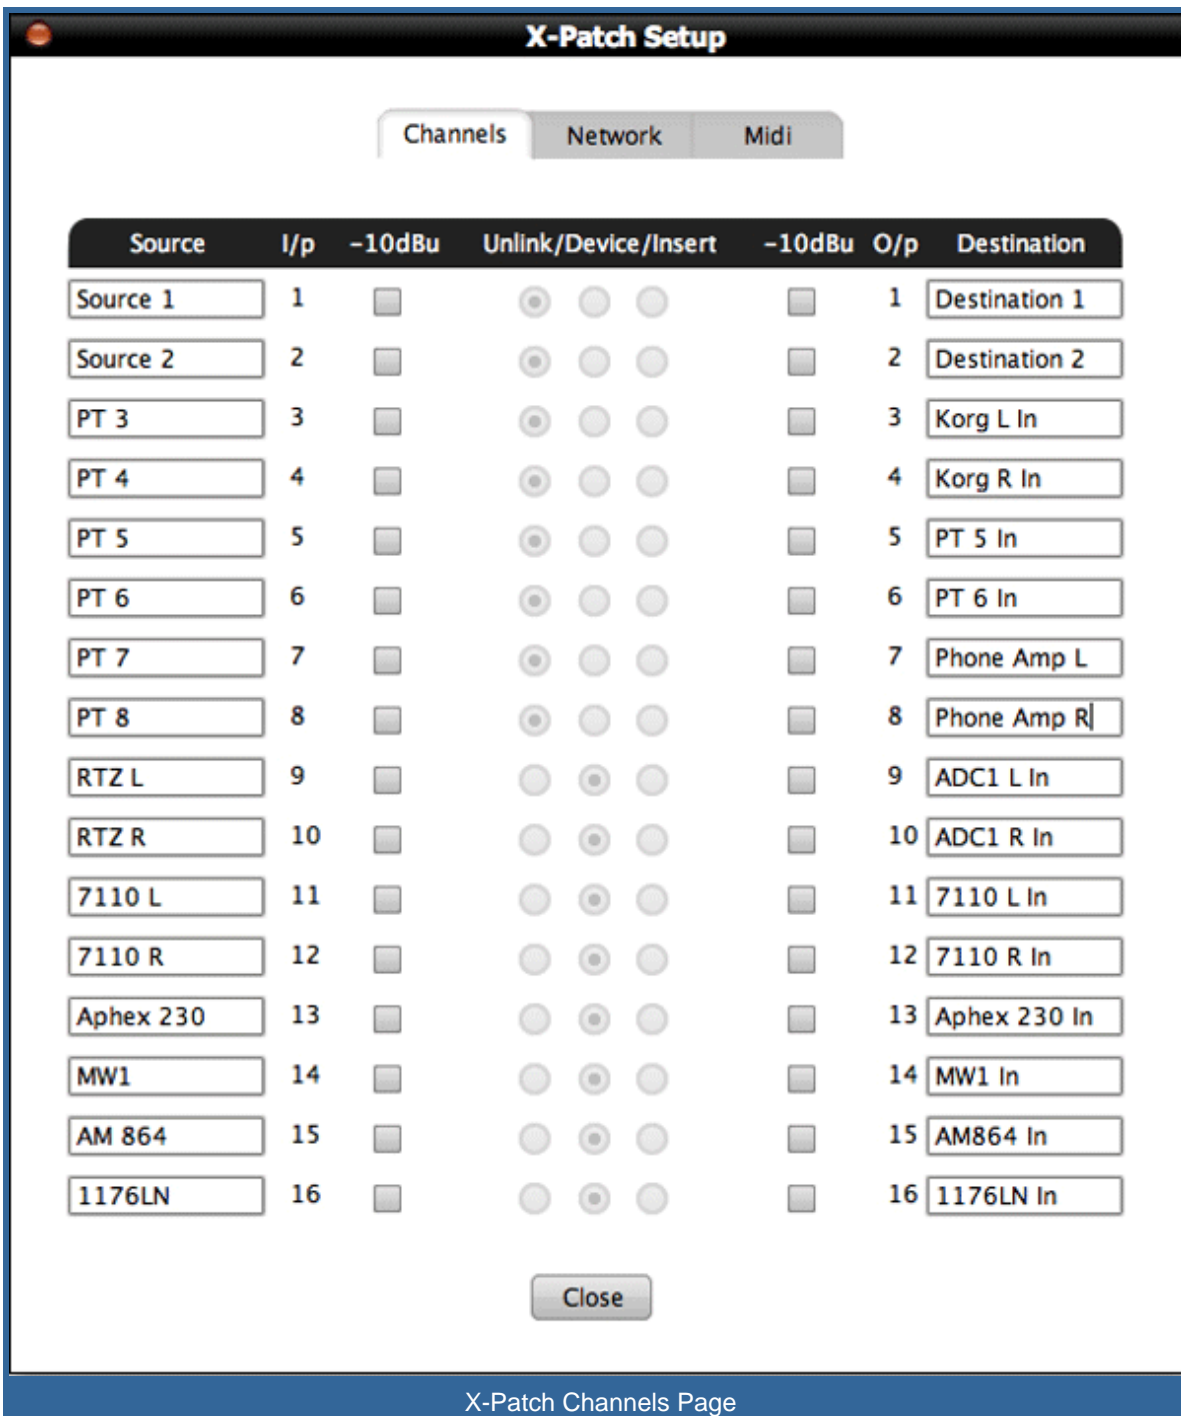 X-Patch Setup
Channels Network Midi
Source I/p -10dBu Unlink/Device/Insert -10dBu O/p Destination
Source 1 1 1 Destination 1
Source 2 2 2 Destination 2
PT 3 3 3 Korg L In
PT 4 4 4 Korg R In
PT 5 5 5 PT 5 In
PT 6 6 6 PT 6 In
PT 7 7 7 Phone Amp L
PT 8 8 8 Phone Amp R
RTZ L 9 9 ADC1 L In
RTZ R 10 10 ADC1 R In
7110 L 11 11 7110 L In
7110 R 12 12 7110 R In
Aphex 230 13 13 Aphex 230 In
MW1 14 14 MW1 In
AM 864 15 15 AM864 In
1176LN 16 16 1176LN In
Close
X-Patch Channels Page